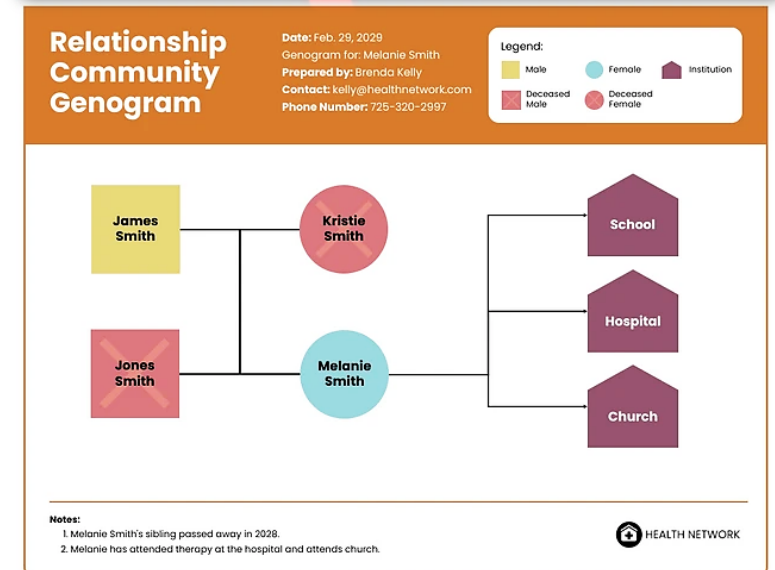 Relationship
Community
Genogram
Date: Feb. 29, 2029
Genogram for: Melanie Smith
Prepared by: Brenda Kelly
Contact: kelly@healthnetwork.com
Phone Number: 725-320-2997
Legend:
Male
Female
Institution
Deceased
Male
Deceased
Female
James
Smith
Kristie
Smith
School
Hospital
Jones
Smith
Melanie
Smith
Church
Notes:
1. Melanie Smith's sibling passed away in 2028.
2. Melanie has attended therapy at the hospital and attends church.
HEALTH NETWORK